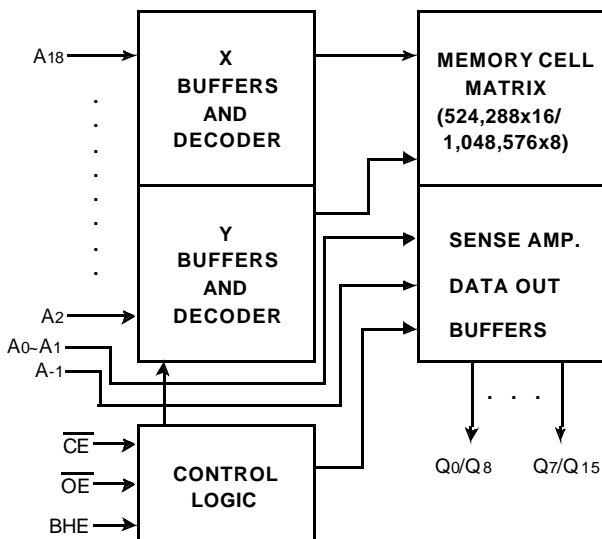 A18
X
BUFFERS
AND
DECODER
MEMORY CELL
MATRIX
(524,288x16/
1,048,576x8)
Y
BUFFERS
AND
DECODER
SENSE AMP.
DATA OUT
BUFFERS
A2
A0~A1
A-1
CE
OE
BHE
CONTROL
LOGIC
Q0/Q8
Q7/Q15